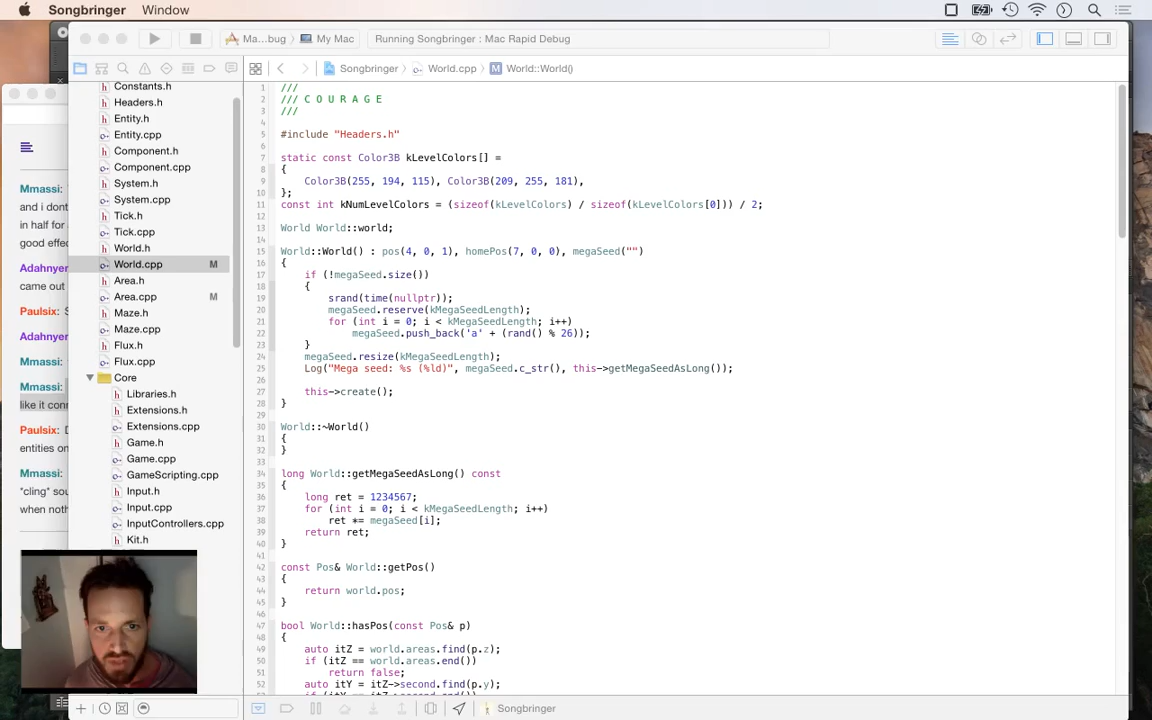 Songbringer Window
Ma...bug My Mac Running Songbringer : Mac Rapid Debug
Songbringer World.cpp M World::World()
Mmassi:
and i dont
in half for
good effec
Adahnyer
came out
Paulsix: S
Adahnyer
Mmassi:
Mmassi:
like it conn
Paulsix: D
entities on
Mmassi:
*cling* sou
when noth
Constants.h
Headers.h
Entity.h
Entity.cpp
Component.h
Component.cpp
System.h
System.cpp
Tick.h
Tick.cpp
World.h
World.cpp M
Area.h
Area.cpp M
Maze.h
Maze.cpp
Flux.h
Flux.cpp
Core
Libraries.h
Extensions.h
Extensions.cpp
Game.h
Game.cpp
GameScripting.cpp
Input.h
Input.cpp
InputControllers.cpp
Kit.h
1 ///
2 /// C O U R A G E
3 ///
4
5 #include "Headers.h"
6
7 static const Color3B kLevelColors[] =
8 {
9 Color3B(255, 194, 115), Color3B(209, 255, 181),
10 };
11 const int kNumLevelColors = (sizeof(kLevelColors) / sizeof(kLevelColors[0])) / 2;
12
13 World World::world;
14
15 World::World() : pos(4, 0, 1), homePos(7, 0, 0), megaSeed("")
16 {
17 if (!megaSeed.size())
18 {
19 srand(time(nullptr));
20 megaSeed.reserve(kMegaSeedLength);
21 for (int i = 0; i < kMegaSeedLength; i++)
22 megaSeed.push_back('a' + (rand() % 26));
23 }
24 megaSeed.resize(kMegaSeedLength);
25 Log("Mega seed: %s (%ld)", megaSeed.c_str(), this->getMegaSeedAsLong());
26
27 this->create();
28 }
29
30 World::~World()
31 {
32 }
33
34 long World::getMegaSeedAsLong() const
35 {
36 long ret = 1234567;
37 for (int i = 0; i < kMegaSeedLength; i++)
38 ret *= megaSeed[i];
39 return ret;
40 }
41
42 const Pos& World::getPos()
43 {
44 return world.pos;
45 }
46
47 bool World::hasPos(const Pos& p)
48 {
49 auto itZ = world.areas.find(p.z);
50 if (itZ == world.areas.end())
51 return false;
52 auto itY = itZ->second.find(p.y);
Songbringer